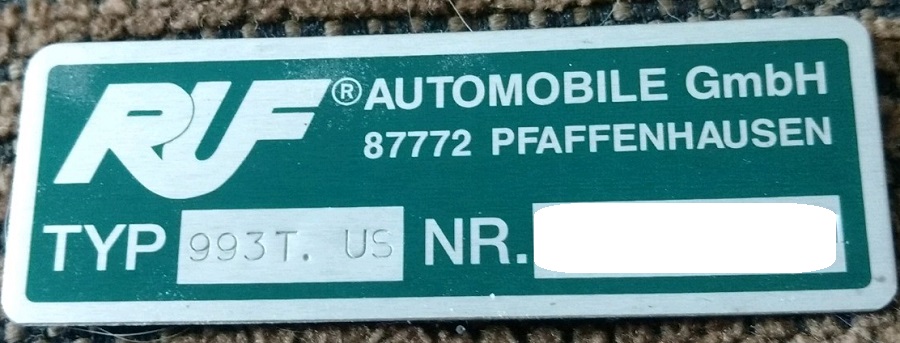 RUF® AUTOMOBILE GmbH
87772 PFAFFENHAUSEN
TYP 993T. US NR.